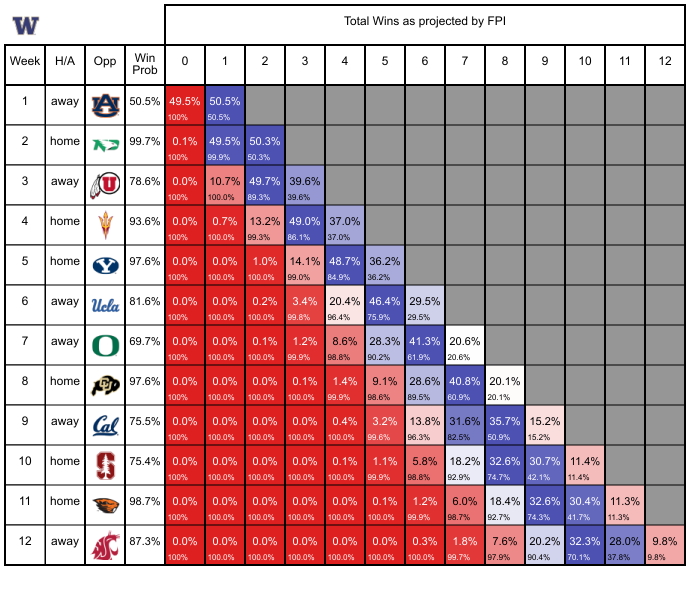 W
Total Wins as projected by FPI
Week H/A Opp Win Prob 0 1 2 3 4 5 6 7 8 9 10 11 12
1 away AU 50.5% 49.5% 50.5%
100% 50.5%
2 home 99.7% 0.1% 49.5% 50.3%
100% 99.9% 50.3%
3 away U 78.6% 0.0% 10.7% 49.7% 39.6%
100% 100.0% 89.3% 39.6%
4 home 93.6% 0.0% 0.7% 13.2% 49.0% 37.0%
100% 100.0% 99.3% 86.1% 37.0%
5 home Y 97.6% 0.0% 0.0% 1.0% 14.1% 48.7% 36.2%
100% 100.0% 100.0% 99.0% 84.9% 36.2%
6 away Ucla 81.6% 0.0% 0.0% 0.2% 3.4% 20.4% 46.4% 29.5%
100% 100.0% 100.0% 99.8% 96.4% 75.9% 29.5%
7 away O 69.7% 0.0% 0.0% 0.1% 1.2% 8.6% 28.3% 41.3% 20.6%
100% 100.0% 100.0% 99.9% 98.8% 90.2% 61.9% 20.6%
8 home CU 97.6% 0.0% 0.0% 0.0% 0.1% 1.4% 9.1% 28.6% 40.8% 20.1%
100% 100.0% 100.0% 100.0% 99.9% 98.6% 89.5% 60.9% 20.1%
9 away Cal 75.5% 0.0% 0.0% 0.0% 0.0% 0.4% 3.2% 13.8% 31.6% 35.7% 15.2%
100% 100.0% 100.0% 100.0% 100.0% 99.6% 96.3% 82.5% 50.9% 15.2%
10 home S 75.4% 0.0% 0.0% 0.0% 0.0% 0.1% 1.1% 5.8% 18.2% 32.6% 30.7% 11.4%
100% 100.0% 100.0% 100.0% 100.0% 99.9% 98.8% 92.9% 74.7% 42.1% 11.4%
11 home 98.7% 0.0% 0.0% 0.0% 0.0% 0.0% 0.1% 1.2% 6.0% 18.4% 32.6% 30.4% 11.3%
100% 100.0% 100.0% 100.0% 100.0% 100.0% 99.9% 98.7% 92.7% 74.3% 41.7% 11.3%
12 away 87.3% 0.0% 0.0% 0.0% 0.0% 0.0% 0.0% 0.3% 1.8% 7.6% 20.2% 32.3% 28.0% 9.8%
100% 100.0% 100.0% 100.0% 100.0% 100.0% 100.0% 99.7% 97.9% 90.4% 70.1% 37.8% 9.8%